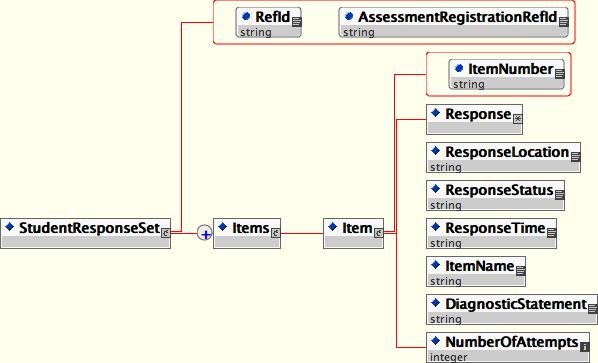 RefId
string
AssessmentRegistrationRefId
string
StudentResponseSet
Items
Item
ItemNumber
string
Response
ResponseLocation
string
ResponseStatus
string
ResponseTime
string
ItemName
string
DiagnosticStatement
string
NumberOfAttempts
integer